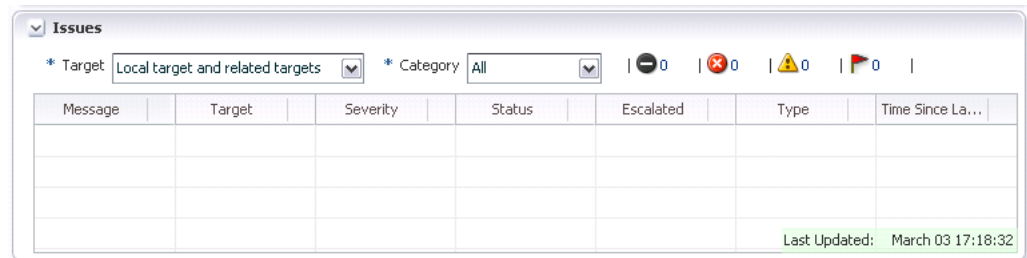 Issues
* Target Local target and related targets * Category All | 0 | 0 | 0 | 0 |
Message Target Severity Status Escalated Type Time Since La...
Last Updated: March 03 17:18:32